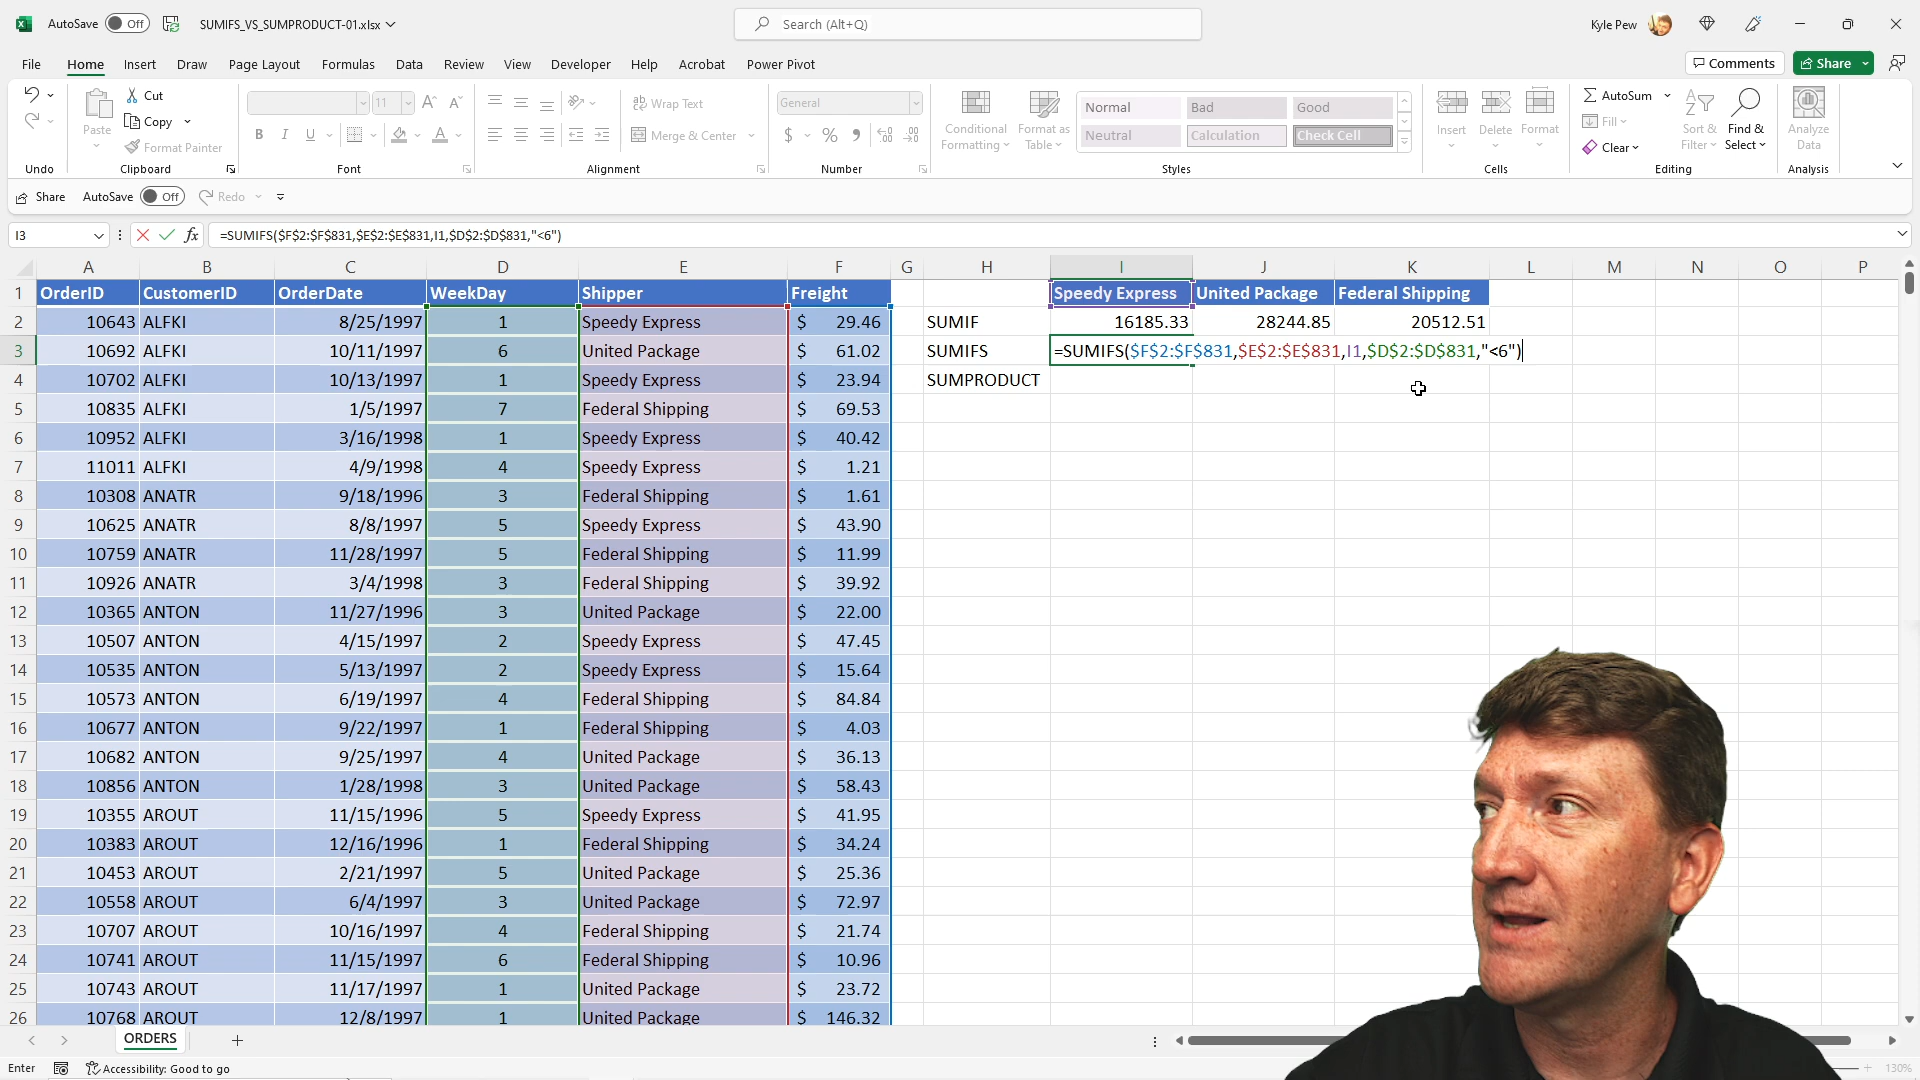 AutoSave Off SUMIFS_VS_SUMPRODUCT-01.xlsx Search (Alt+Q) Kyle Pew
File Home Insert Draw Page Layout Formulas Data Review View Developer Help Acrobat Power Pivot Comments Share
Cut Copy Format Painter Paste
Undo Clipboard Font Alignment Number Styles Cells Editing Analysis
11 B I U Wrap Text Merge & Center General $ %
Conditional Formatting Format as Table Normal Bad Good Neutral Calculation Check Cell
Insert Delete Format AutoSum Fill Clear Sort & Filter Find & Select Analyze Data
Share AutoSave Off Redo
I3 fx =SUMIFS($F$2:$F$831,$E$2:$E$831,I1,$D$2:$D$831,"<6")
A B C D E F G H I J K L M N O P
1 OrderID CustomerID OrderDate WeekDay Shipper Freight Speedy Express United Package Federal Shipping
2 10643 ALFKI 8/25/1997 1 Speedy Express $ 29.46 SUMIF 16185.33 28244.85 20512.51
3 10692 ALFKI 10/11/1997 6 United Package $ 61.02 SUMIFS =SUMIFS($F$2:$F$831,$E$2:$E$831,I1,$D$2:$D$831,"<6")
4 10702 ALFKI 10/13/1997 1 Speedy Express $ 23.94 SUMPRODUCT
5 10835 ALFKI 1/5/1997 7 Federal Shipping $ 69.53
6 10952 ALFKI 3/16/1998 1 Speedy Express $ 40.42
7 11011 ALFKI 4/9/1998 4 Speedy Express $ 1.21
8 10308 ANATR 9/18/1996 3 Federal Shipping $ 1.61
9 10625 ANATR 8/8/1997 5 Speedy Express $ 43.90
10 10759 ANATR 11/28/1997 5 Federal Shipping $ 11.99
11 10926 ANATR 3/4/1998 3 Federal Shipping $ 39.92
12 10365 ANTON 11/27/1996 3 United Package $ 22.00
13 10507 ANTON 4/15/1997 2 Speedy Express $ 47.45
14 10535 ANTON 5/13/1997 2 Speedy Express $ 15.64
15 10573 ANTON 6/19/1997 4 Federal Shipping $ 84.84
16 10677 ANTON 9/22/1997 1 Federal Shipping $ 4.03
17 10682 ANTON 9/25/1997 4 United Package $ 36.13
18 10856 ANTON 1/28/1998 3 United Package $ 58.43
19 10355 AROUT 11/15/1996 5 Speedy Express $ 41.95
20 10383 AROUT 12/16/1996 1 Federal Shipping $ 34.24
21 10453 AROUT 2/21/1997 5 United Package $ 25.36
22 10558 AROUT 6/4/1997 3 United Package $ 72.97
23 10707 AROUT 10/16/1997 4 Federal Shipping $ 21.74
24 10741 AROUT 11/15/1997 6 Federal Shipping $ 10.96
25 10743 AROUT 11/17/1997 1 United Package $ 23.72
26 10768 AROUT 12/8/1997 1 United Package $ 146.32
ORDERS
Enter Accessibility: Good to go 130%